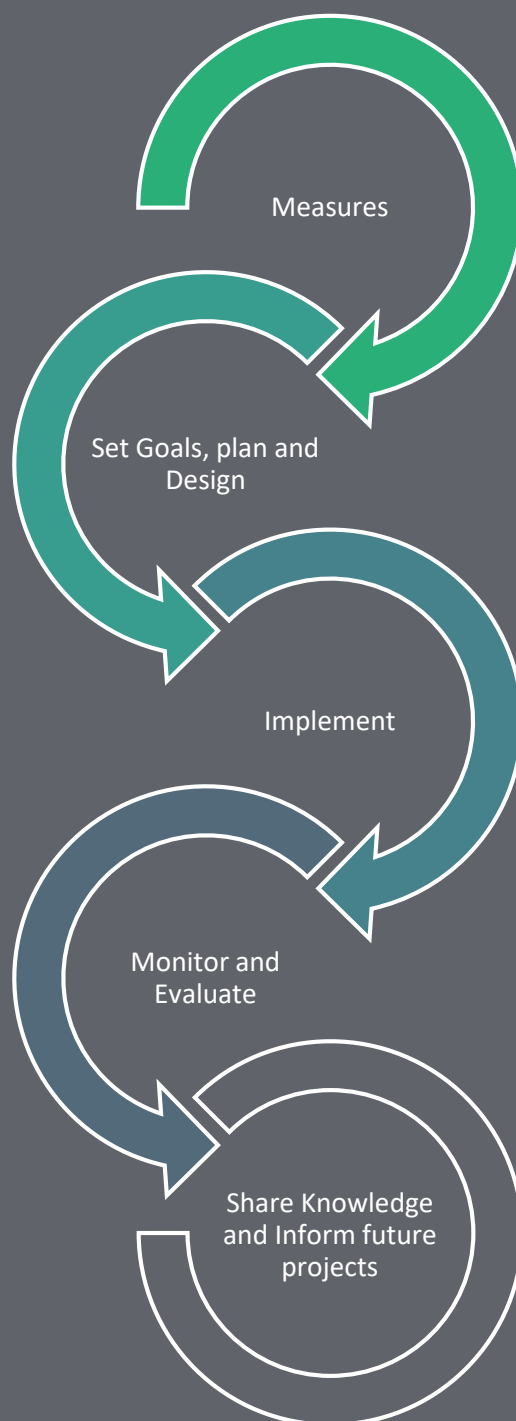 Measures
Set Goals, plan and
Design
Implement
Monitor and
Evaluate
Share Knowledge
and Inform future
projects